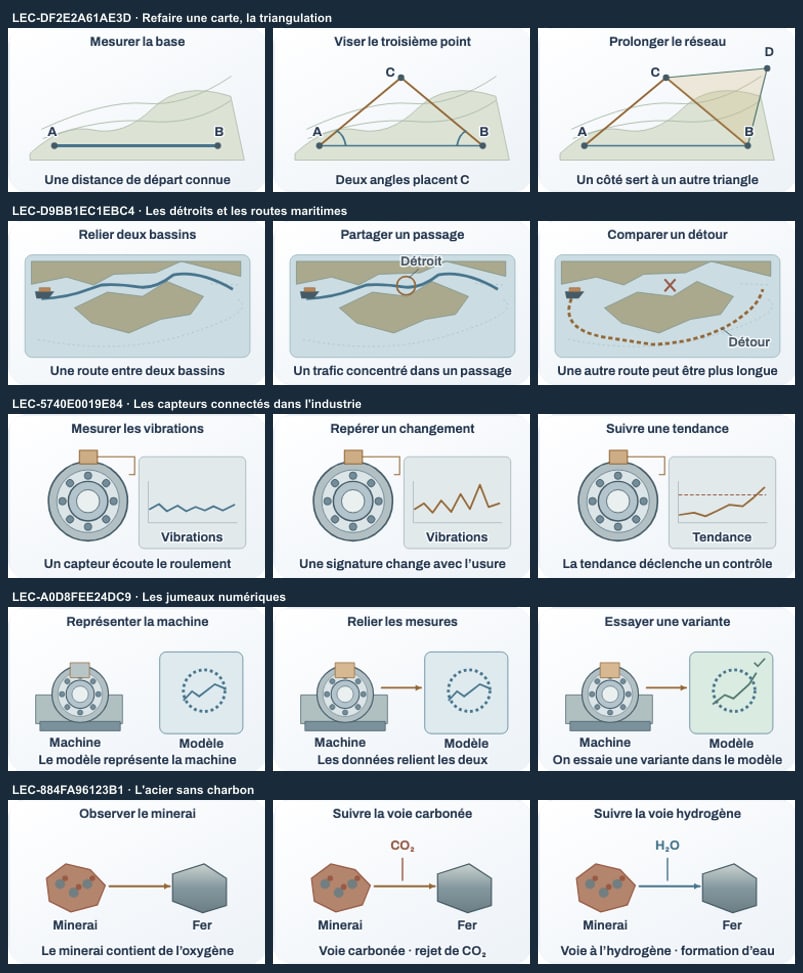 LEC-DF2E2A61AE3D · Refaire une carte, la triangulation
Mesurer la base
A
B
Une distance de départ connue
Viser le troisième point
C
A
B
Deux angles placent C
Prolonger le réseau
D
C
A
B
Un côté sert à un autre triangle
LEC-D9BB1EC1EBC4 · Les détroits et les routes maritimes
Relier deux bassins
Une route entre deux bassins
Partager un passage
Détroit
Un trafic concentré dans un passage
Comparer un détour
Détour
Une autre route peut être plus longue
LEC-5740E0019E84 · Les capteurs connectés dans l'industrie
Mesurer les vibrations
Vibrations
Un capteur écoute le roulement
Repérer un changement
Vibrations
Une signature change avec l'usure
Suivre une tendance
Tendance
La tendance déclenche un contrôle
LEC-A0D8FEE24DC9 · Les jumeaux numériques
Représenter la machine
Machine
Modèle
Le modèle représente la machine
Relier les mesures
Machine
Modèle
Les données relient les deux
Essayer une variante
Machine
Modèle
On essaie une variante dans le modèle
LEC-884FA96123B1 · L'acier sans charbon
Observer le minerai
Minerai
Fer
Le minerai contient de l'oxygène
Suivre la voie carbonée
CO₂
Minerai
Fer
Voie carbonée · rejet de CO₂
Suivre la voie hydrogène
H₂O
Minerai
Fer
Voie à l'hydrogène · formation d'eau